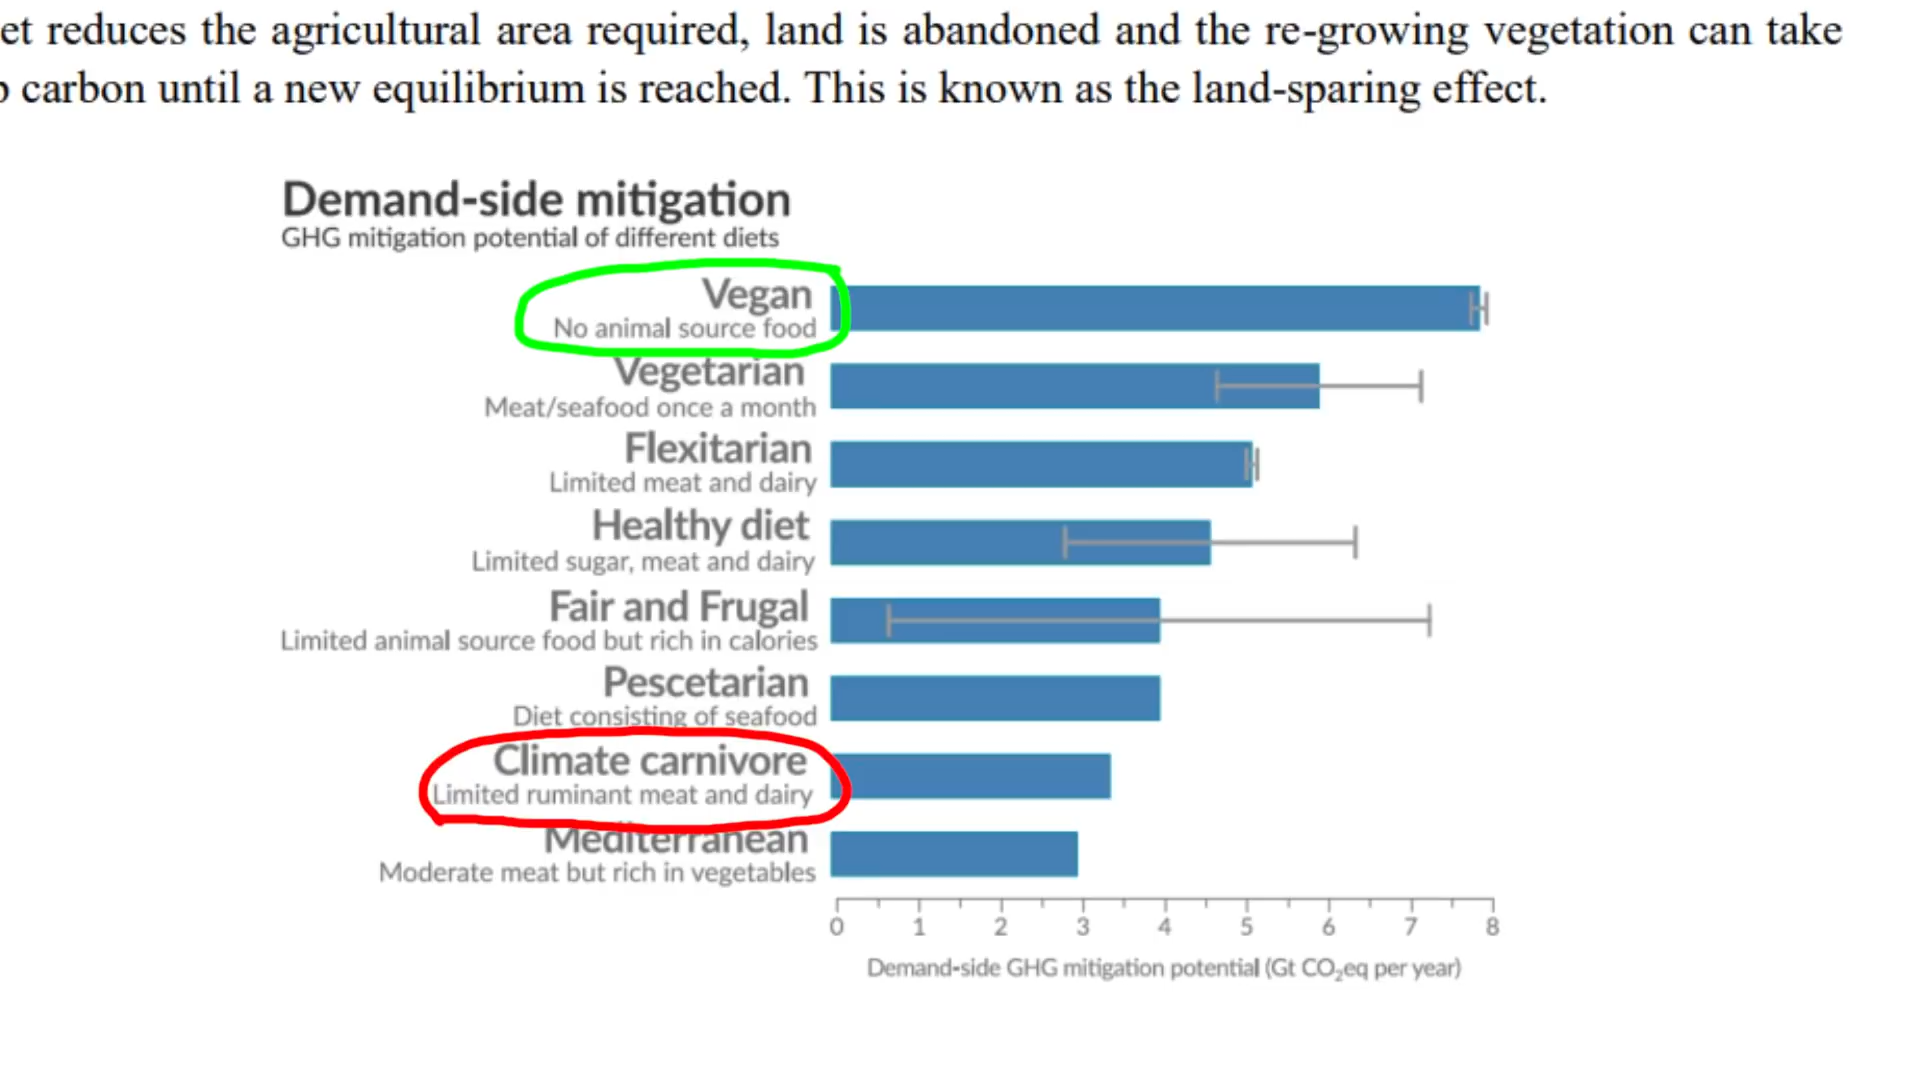 et reduces the agricultural area required, land is abandoned and the re-growing vegetation can take
carbon until a new equilibrium is reached. This is known as the land-sparing effect.
Demand-side mitigation
GHG mitigation potential of different diets
Vegan
No animal source food
Vegetarian
Meat/seafood once a month
Flexitarian
Limited meat and dairy
Healthy diet
Limited sugar, meat and dairy
Fair and Frugal
Limited animal source food but rich in calories
Pescetarian
Diet consisting of seafood
Climate carnivore
Limited ruminant meat and dairy
Mediterranean
Moderate meat but rich in vegetables
0 1 2 3 4 5 6 7 8
Demand-side GHG mitigation potential (Gt CO₂eq per year)